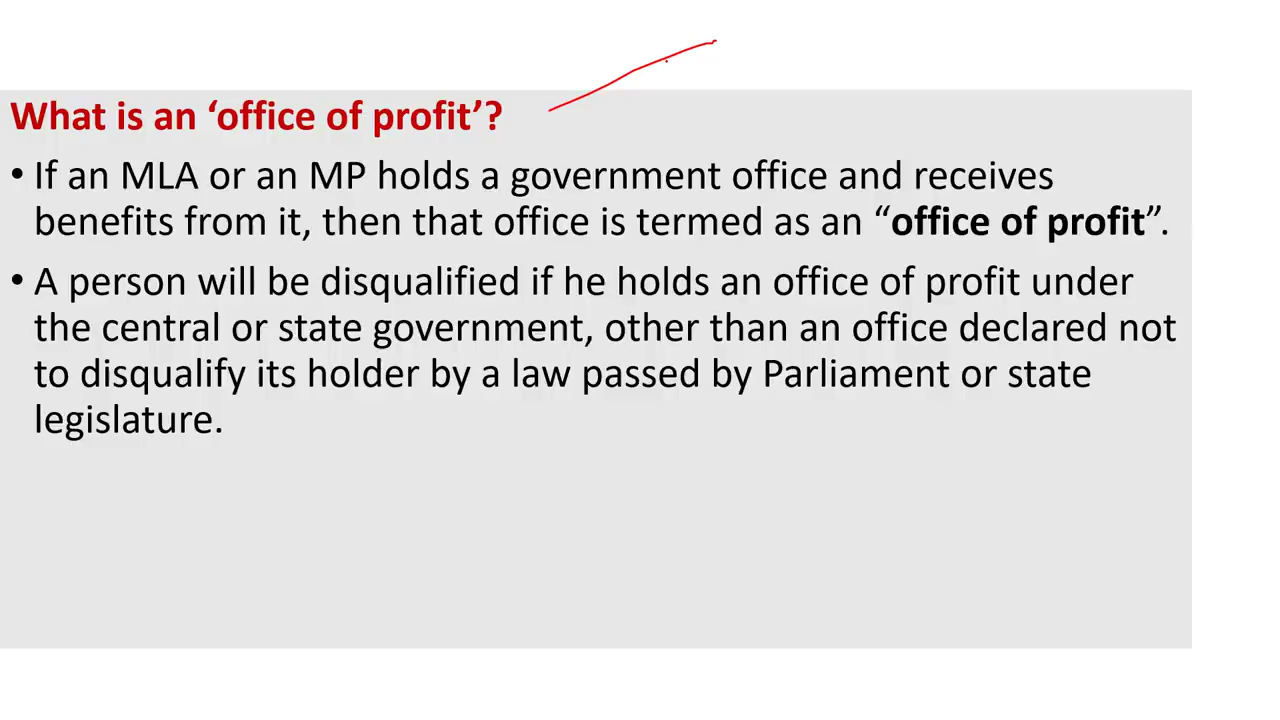 What is an ‘office of profit’?
• If an MLA or an MP holds a government office and receives
benefits from it, then that office is termed as an “office of profit”.
• A person will be disqualified if he holds an office of profit under
the central or state government, other than an office declared not
to disqualify its holder by a law passed by Parliament or state
legislature.